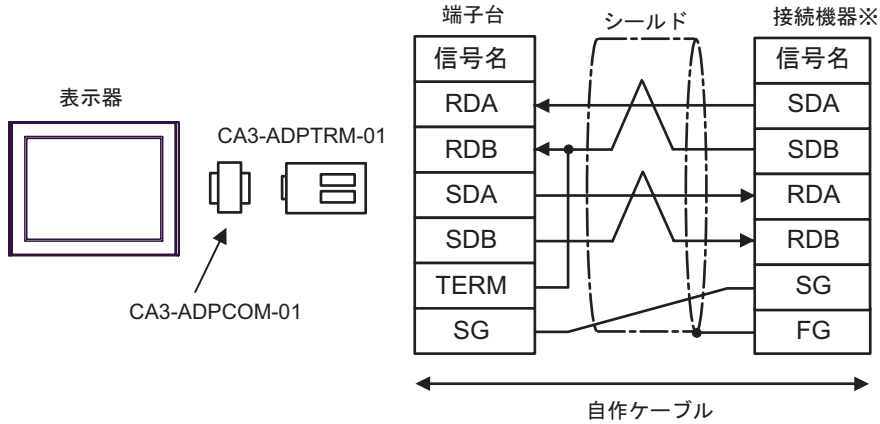 表示器
CA3-ADPTRM-01
CA3-ADPCOM-01
端子台
シールド
接続機器※
信号名
信号名
RDA
SDA
RDB
SDB
SDA
RDA
SDB
RDB
TERM
SG
SG
FG
自作ケーブル